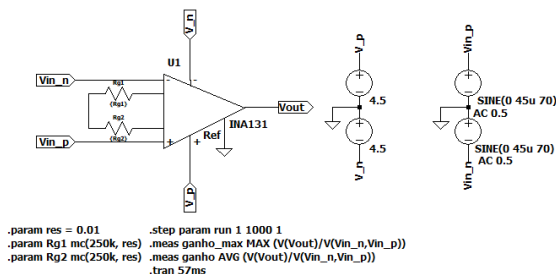 V_n
U1
Vin_n
Rg1
{Rg1}
Rg2
{Rg2}
Vin_p
-
-
+
+
Ref
INA131
Vout
V_p
V_p
4.5
4.5
V_n
Vin_p
SINE(0 45u 70)
AC 0.5
SINE(0 45u 70)
AC 0.5
Vin_n
.param res = 0.01
.param Rg1 mc(250k, res)
.param Rg2 mc(250k, res)
.step param run 1 1000 1
.meas ganho_max MAX (V(Vout)/V(Vin_n,Vin_p))
.meas ganho AVG (V(Vout)/V(Vin_n,Vin_p))
.tran 57ms